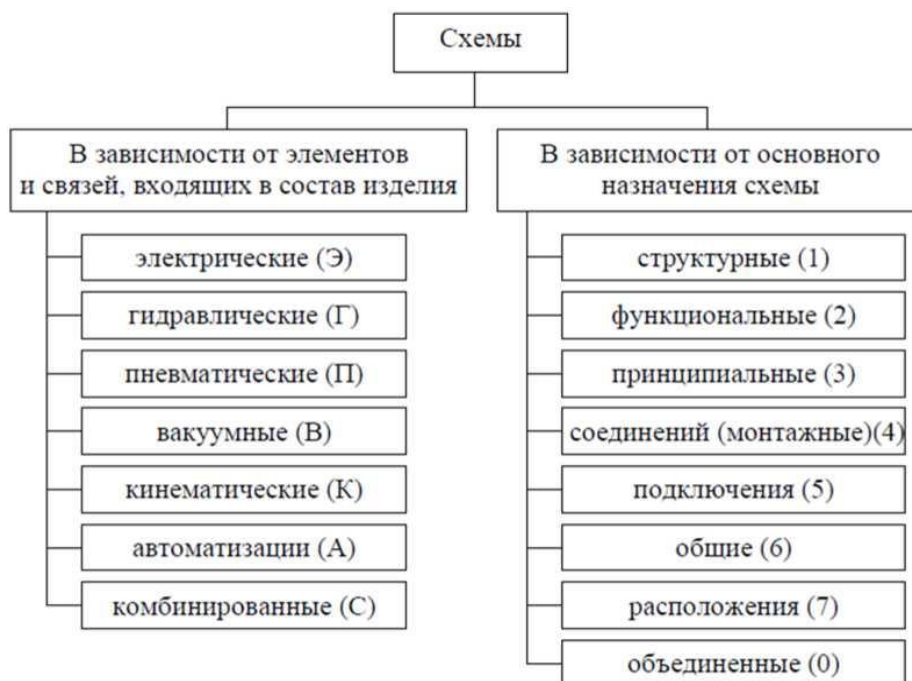 Схемы
В зависимости от элементов
и связей, входящих в состав изделия
электрические (Э)
гидравлические (Г)
пневматические (П)
вакуумные (В)
кинематические (К)
автоматизации (А)
комбинированные (С)
В зависимости от основного
назначения схемы
структурные (1)
функциональные (2)
принципиальные (3)
соединений (монтажные)(4)
подключения (5)
общие (6)
расположения (7)
объединенные (0)